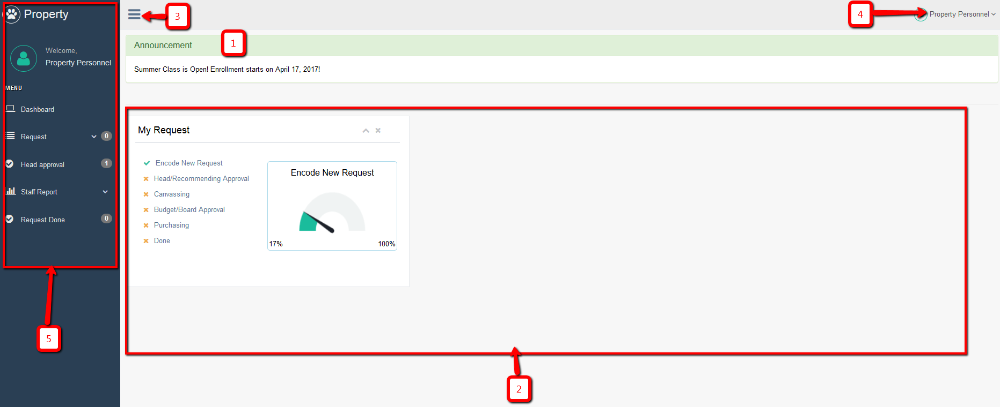 Property
3
4
Property Personnel
1
Announcement
Summer Class is Open! Enrollment starts on April 17, 2017!
Welcome,
Property Personnel
MENU
Dashboard
Request 0
Head approval 1
Staff Report
Request Done 0
5
My Request
Encode New Request
Head/Recommending Approval
Canvassing
Budget/Board Approval
Purchasing
Done
Encode New Request
17% 100%
2